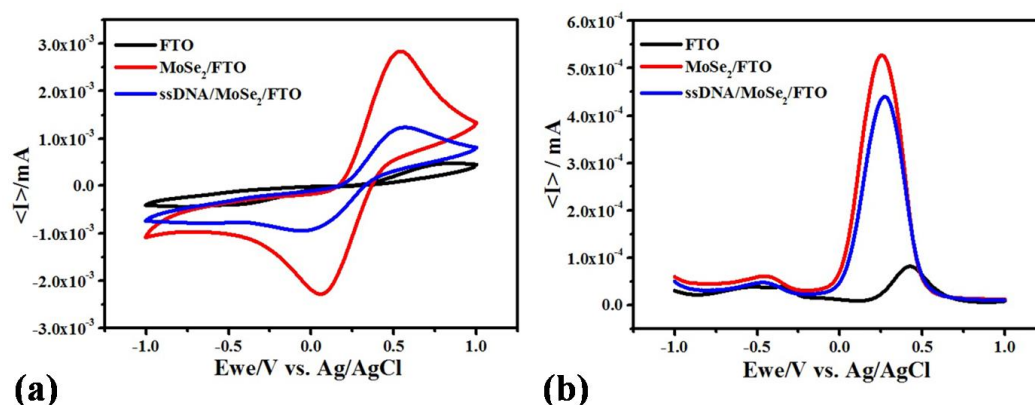 3.0x10⁻³
2.0x10⁻³
1.0x10⁻³
0.0
-1.0x10⁻³
-2.0x10⁻³
-3.0x10⁻³
<I>/mA
FTO
MoSe₂/FTO
ssDNA/MoSe₂/FTO
-1.0 -0.5 0.0 0.5 1.0
Ewe/V vs. Ag/AgCl
(a)
6.0x10⁻⁴
5.0x10⁻⁴
4.0x10⁻⁴
3.0x10⁻⁴
2.0x10⁻⁴
1.0x10⁻⁴
0.0
<I> / mA
FTO
MoSe₂/FTO
ssDNA/MoSe₂/FTO
-1.0 -0.5 0.0 0.5 1.0
Ewe/V vs. Ag/AgCl
(b)